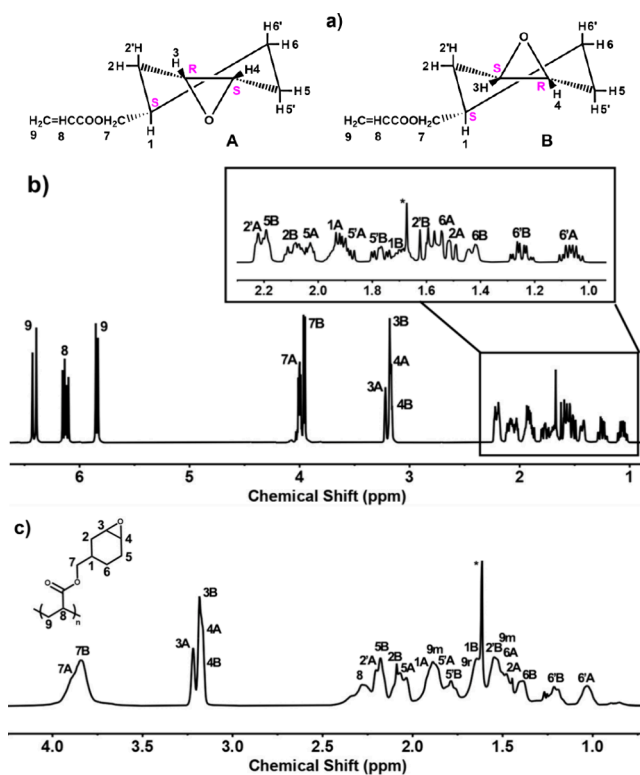 a)
H6'
H6
2'H
2H
3
H
R
H4
S
S
H5
H5'
O
H₂C=HCCOOH₂C
9 8 7
H
1
A
H6'
H6
O
2'H
2H
S
3H
R
H
4
S
H5
H5'
H₂C=HCCOOH₂C
9 8 7
H
1
B
b)
2'A 5B 2B 5A 1A 5'A 5'B 1B * 2'B 6A 2A 6B 6'B 6'A
2.2 2.0 1.8 1.6 1.4 1.2 1.0
9 8 9 7A 7B 3A 3B 4A 4B
6 5 4 3 2 1
Chemical Shift (ppm)
c)
O
3
2 4
7 1 5
6
O
O
9 8 n
7A 7B 3A 3B 4A 4B 8 2'A 5B 2B 5A 1A 9m 5'A 5'B 9r 1B * 2'B 9m 6A 2A 6B 6'B 6'A
4.0 3.5 3.0 2.5 2.0 1.5 1.0
Chemical Shift (ppm)